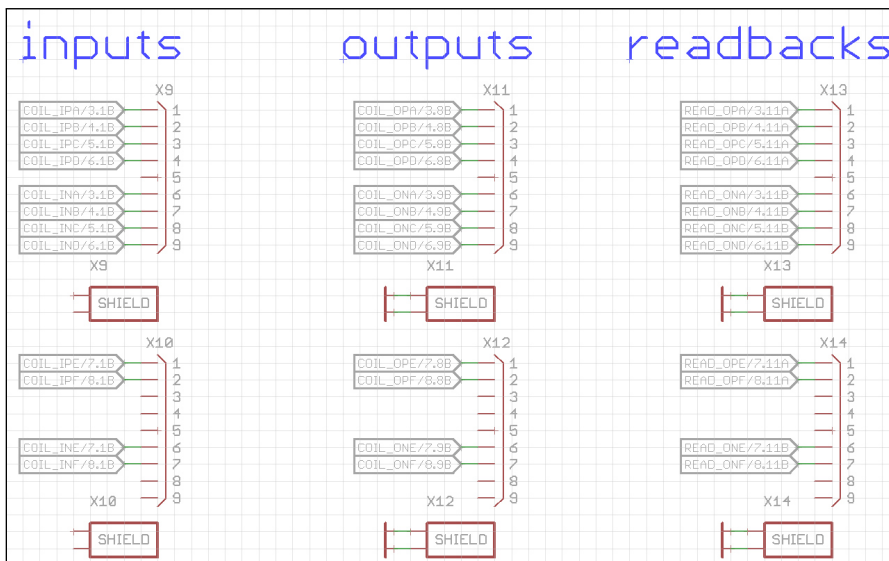 inputs outputs readbacks
X9 X11 X13
COIL_IPA/3.1B 1 COIL_OPA/3.8B 1 READ_OPA/3.11A 1
COIL_IPB/4.1B 2 COIL_OPB/4.8B 2 READ_OPB/4.11A 2
COIL_IPC/5.1B 3 COIL_OPC/5.8B 3 READ_OPC/5.11A 3
COIL_IPD/6.1B 4 COIL_OPD/6.8B 4 READ_OPD/6.11A 4
5 5 5
COIL_INA/3.1B 6 COIL_ONA/3.9B 6 READ_ONA/3.11B 6
COIL_INB/4.1B 7 COIL_ONB/4.9B 7 READ_ONB/4.11B 7
COIL_INC/5.1B 8 COIL_ONC/5.9B 8 READ_ONC/5.11B 8
COIL_IND/6.1B 9 COIL_OND/6.9B 9 READ_OND/6.11B 9
X9 X11 X13
SHIELD SHIELD SHIELD
X10 X12 X14
COIL_IPE/7.1B 1 COIL_OPE/7.8B 1 READ_OPE/7.11A 1
COIL_IPF/8.1B 2 COIL_OPF/8.8B 2 READ_OPF/8.11A 2
3 3 3
4 4 4
5 5 5
COIL_INE/7.1B 6 COIL_ONE/7.9B 6 READ_ONE/7.11B 6
COIL_INF/8.1B 7 COIL_ONF/8.9B 7 READ_ONF/8.11B 7
8 8 8
9 9 9
X10 X12 X14
SHIELD SHIELD SHIELD